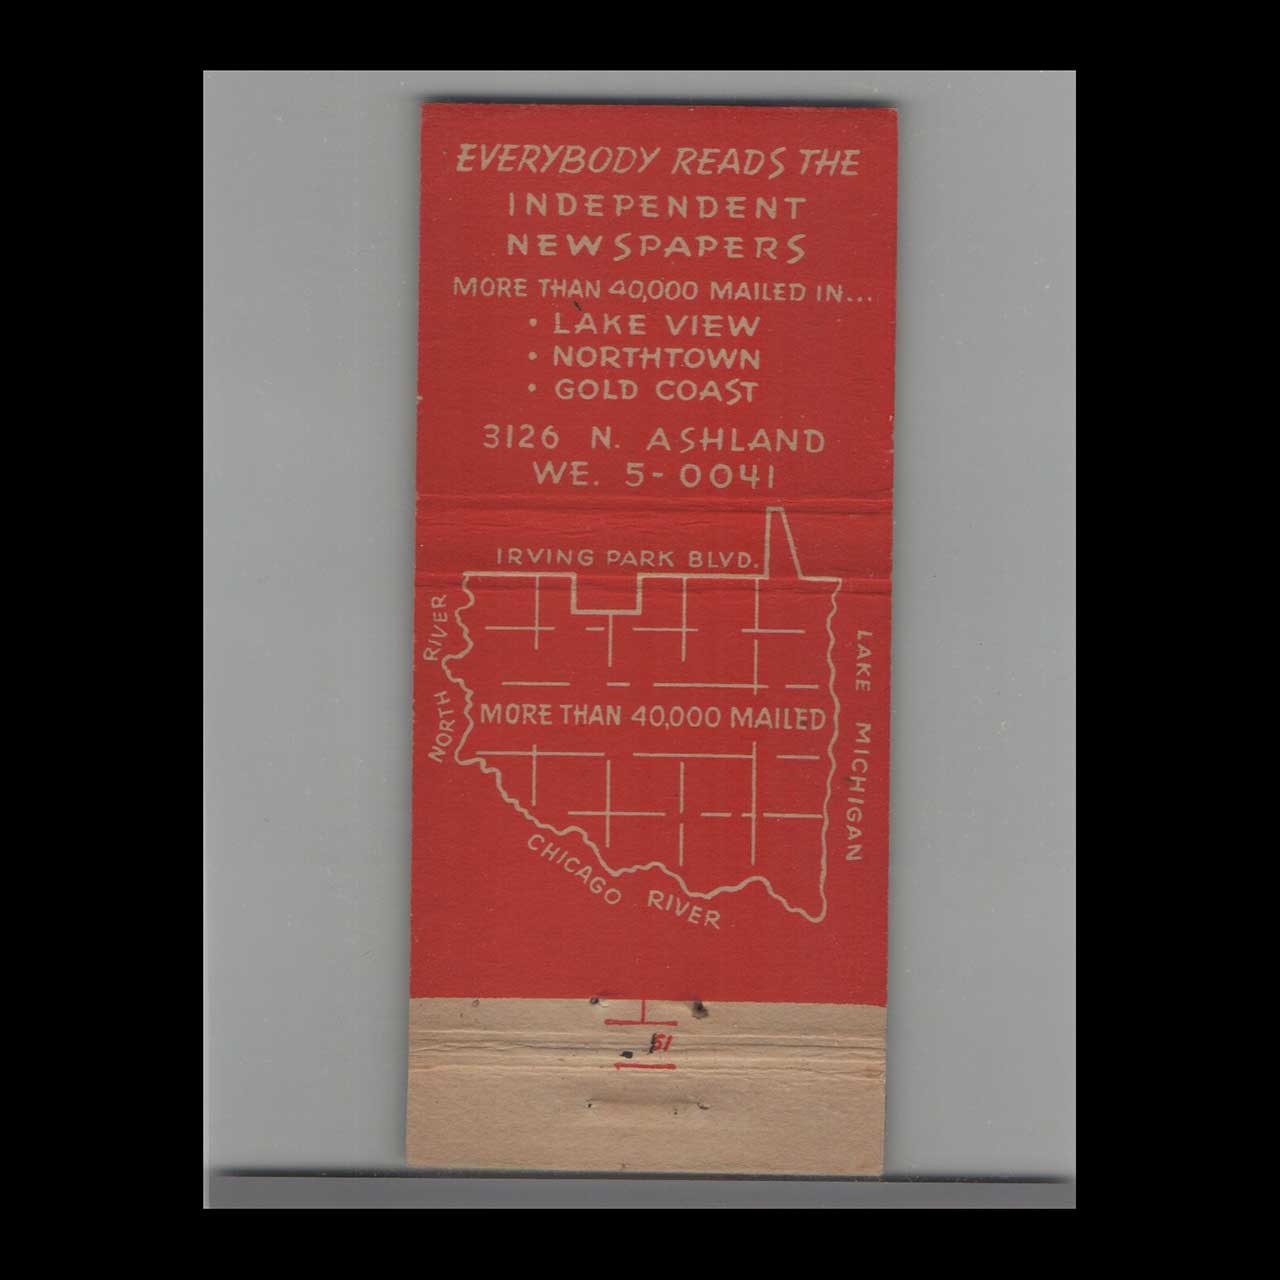 EVERYBODY READS THE
INDEPENDENT
NEWSPAPERS
MORE THAN 40,000 MAILED IN...
• LAKE VIEW
• NORTHTOWN
• GOLD COAST
3126 N. ASHLAND
WE. 5-0041
IRVING PARK BLVD.
NORTH RIVER
LAKE MICHIGAN
MORE THAN 40,000 MAILED
CHICAGO RIVER
51